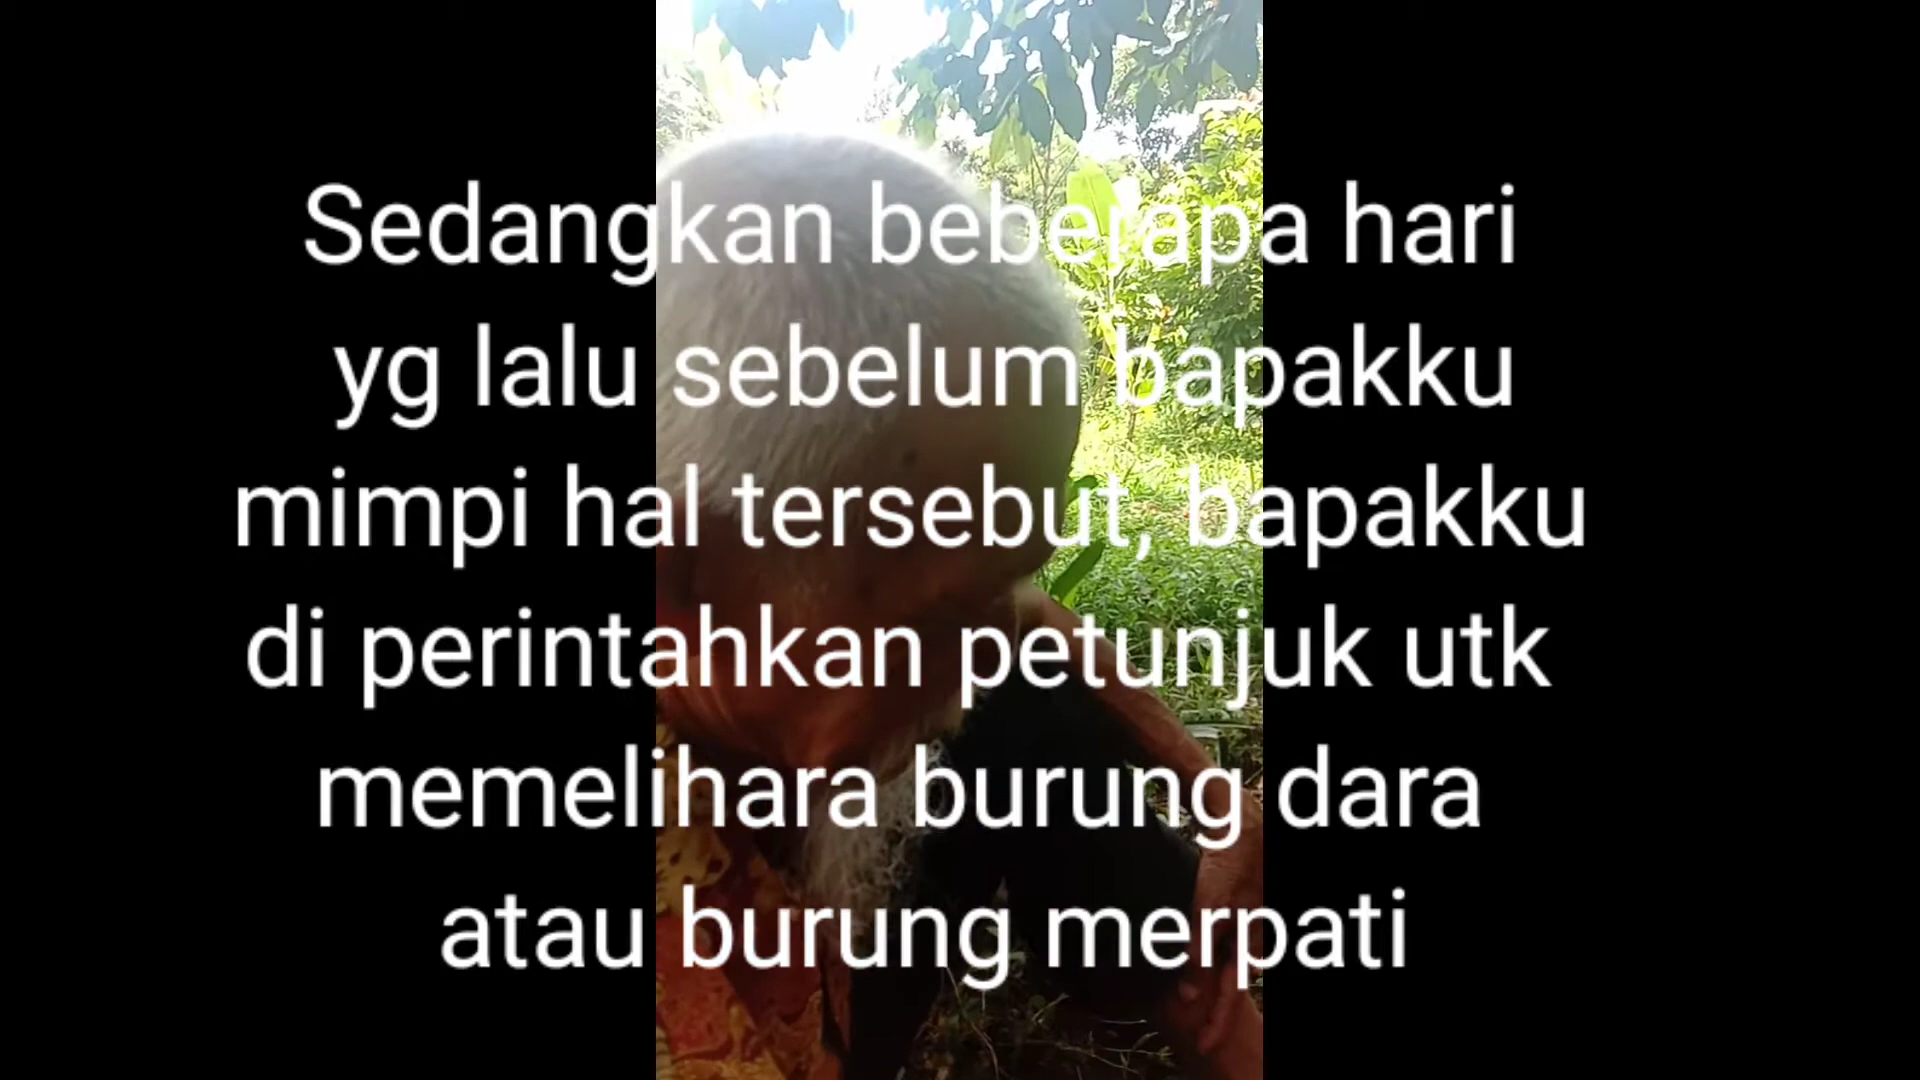 Sedangkan beberapa hari
yg lalu sebelum bapakku
mimpi hal tersebut, bapakku
di perintahkan petunjuk utk
memelihara burung dara
atau burung merpati